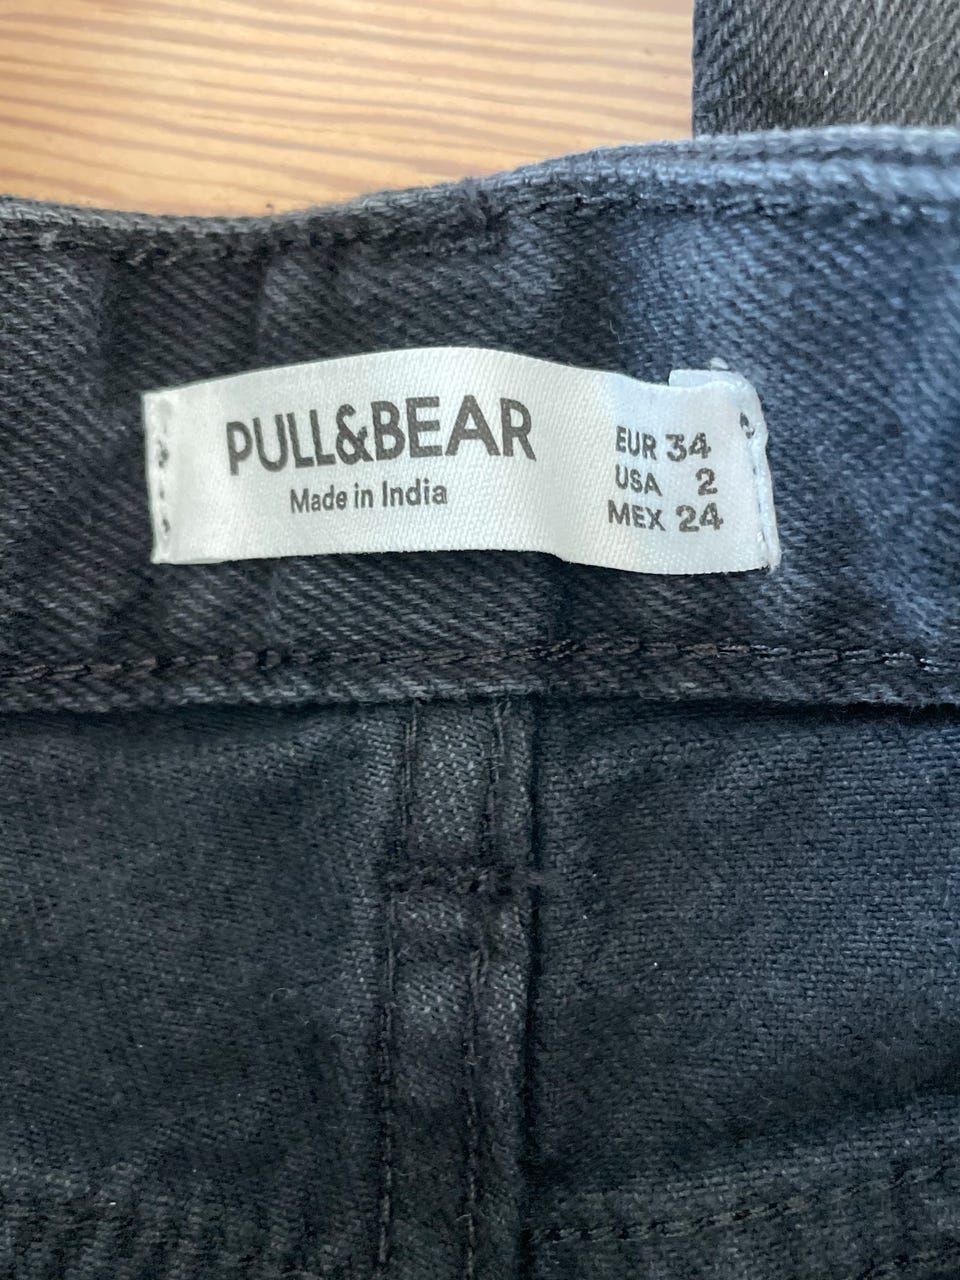 PULL&BEAR
Made in India
EUR 34
USA 2
MEX 24